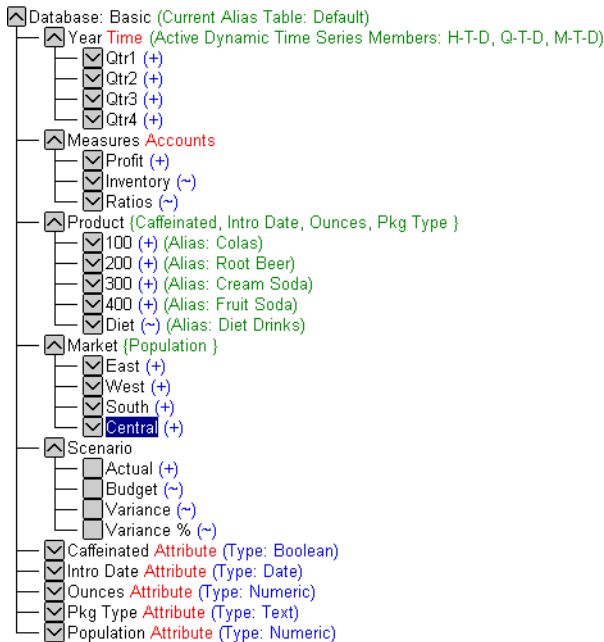 Database: Basic (Current Alias Table: Default)
Year Time (Active Dynamic Time Series Members: H-T-D, Q-T-D, M-T-D)
Qtr1 (+)
Qtr2 (+)
Qtr3 (+)
Qtr4 (+)
Measures Accounts
Profit (+)
Inventory (~)
Ratios (~)
Product {Caffeinated, Intro Date, Ounces, Pkg Type }
100 (+) (Alias: Colas)
200 (+) (Alias: Root Beer)
300 (+) (Alias: Cream Soda)
400 (+) (Alias: Fruit Soda)
Diet (~) (Alias: Diet Drinks)
Market {Population }
East (+)
West (+)
South (+)
Central (+)
Scenario
Actual (+)
Budget (~)
Variance (~)
Variance % (~)
Caffeinated Attribute (Type: Boolean)
Intro Date Attribute (Type: Date)
Ounces Attribute (Type: Numeric)
Pkg Type Attribute (Type: Text)
Population Attribute (Type: Numeric)